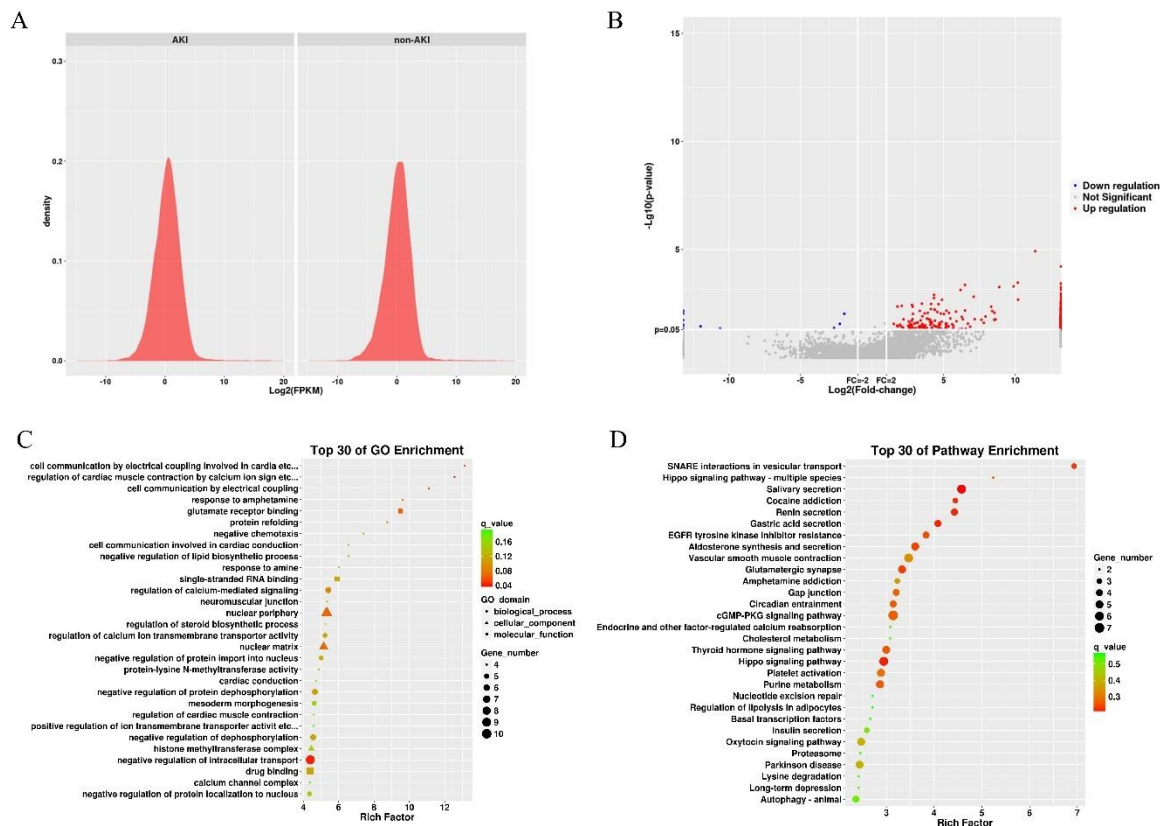 A
AKI
non-AKI
0.3
0.2
0.1
0.0
density
-10
0
10
20
-10
0
10
20
Log2(FPKM)
B
15
10
5
p=0.05
-Lg10(p-value)
-10
-5
FC=-2
FC=2
5
10
Log2(Fold-change)
Down regulation
Not Significant
Up regulation
C
Top 30 of GO Enrichment
cell communication by electrical coupling involved in cardia etc...
regulation of cardiac muscle contraction by calcium ion sign etc...
cell communication by electrical coupling
response to amphetamine
glutamate receptor binding
protein refolding
negative chemotaxis
cell communication involved in cardiac conduction
negative regulation of lipid biosynthetic process
response to amine
single-stranded RNA binding
regulation of calcium-mediated signaling
neuromuscular junction
nuclear periphery
regulation of steroid biosynthetic process
regulation of calcium ion transmembrane transporter activity
nuclear matrix
negative regulation of protein import into nucleus
protein-lysine N-methyltransferase activity
cardiac conduction
negative regulation of protein dephosphorylation
mesoderm morphogenesis
regulation of cardiac muscle contraction
positive regulation of ion transmembrane transporter activit etc...
negative regulation of dephosphorylation
histone methyltransferase complex
negative regulation of intracellular transport
drug binding
calcium channel complex
negative regulation of protein localization to nucleus
4
6
8
10
12
Rich Factor
q_value
0.16
0.12
0.08
0.04
GO_domain
biological_process
cellular_component
molecular_function
Gene_number
4
5
6
7
8
9
10
D
Top 30 of Pathway Enrichment
SNARE interactions in vesicular transport
Hippo signaling pathway - multiple species
Salivary secretion
Cocaine addiction
Renin secretion
Gastric acid secretion
EGFR tyrosine kinase inhibitor resistance
Aldosterone synthesis and secretion
Vascular smooth muscle contraction
Glutamatergic synapse
Amphetamine addiction
Gap junction
Circadian entrainment
cGMP-PKG signaling pathway
Endocrine and other factor-regulated calcium reabsorption
Cholesterol metabolism
Thyroid hormone signaling pathway
Hippo signaling pathway
Platelet activation
Purine metabolism
Nucleotide excision repair
Regulation of lipolysis in adipocytes
Basal transcription factors
Insulin secretion
Oxytocin signaling pathway
Proteasome
Parkinson disease
Lysine degradation
Long-term depression
Autophagy - animal
3
4
5
6
7
Rich Factor
Gene_number
2
3
4
5
6
7
q_value
0.5
0.4
0.3